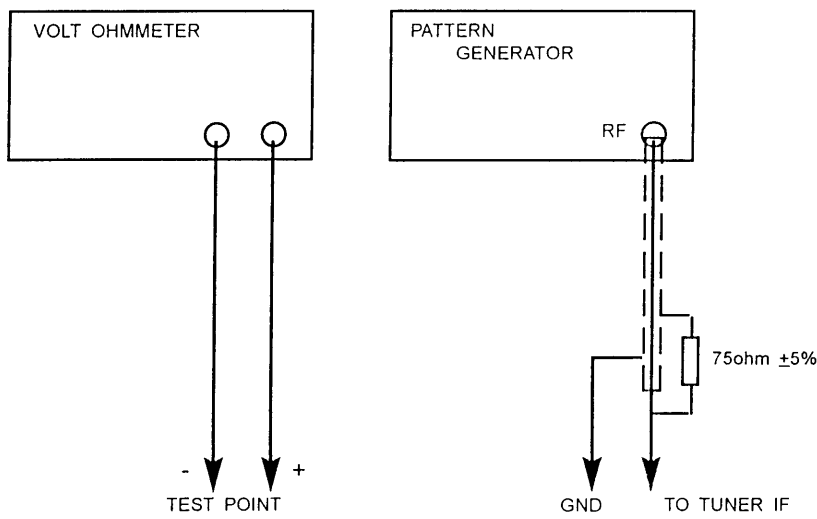 VOLT OHMMETER
- +
TEST POINT
PATTERN
GENERATOR
RF
75ohm ±5%
GND TO TUNER IF